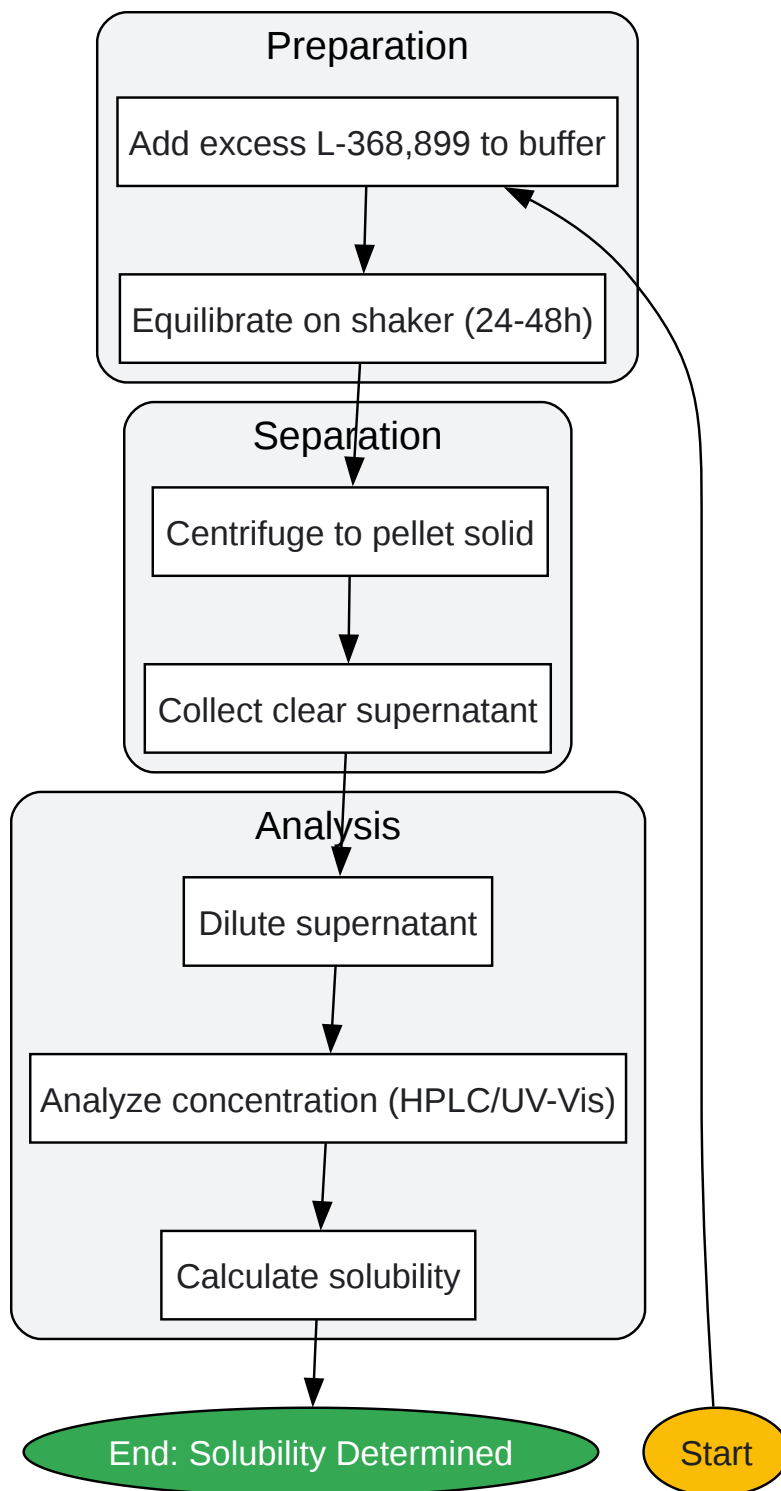 Preparation
Add excess L-368,899 to buffer
Equilibrate on shaker (24-48h)
Separation
Centrifuge to pellet solid
Collect clear supernatant
Analysis
Dilute supernatant
Analyze concentration (HPLC/UV-Vis)
Calculate solubility
End: Solubility Determined
Start